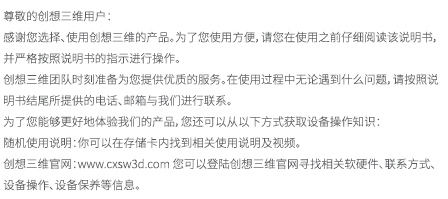 尊敬的创想三维用户：
感谢您选择、使用创想三维的产品。为了您使用方便，请您在使用之前仔细阅读该说明书，
并严格按照说明书的指示进行操作。
创想三维团队时刻准备为您提供优质的服务。在使用过程中无论遇到什么问题，请按照说
明书结尾所提供的电话、邮箱与我们进行联系。
为了您能够更好地体验我们的产品，您还可以从以下方式获取设备操作知识：
随机使用说明：你可以在存储卡内找到相关使用说明及视频。
创想三维官网：www.cxsw3d.com 您可以登陆创想三维官网寻找相关软硬件、联系方式、
设备操作、设备保养等信息。